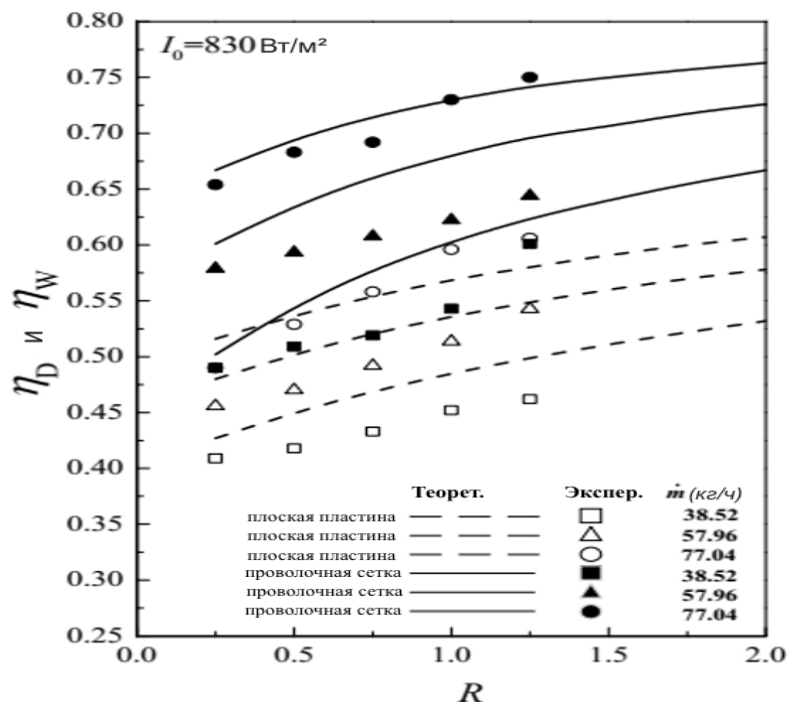 0.80
I₀=830 Вт/м²
0.75
0.70
0.65
0.60
0.55
0.50
0.45
0.40
0.35
0.30
0.25
η_D и η_W
Теорет. Экспер. ṁ (кг/ч)
плоская пластина 38.52
плоская пластина 57.96
плоская пластина 77.04
проволочная сетка 38.52
проволочная сетка 57.96
проволочная сетка 77.04
0.0 0.5 1.0 1.5 2.0
R